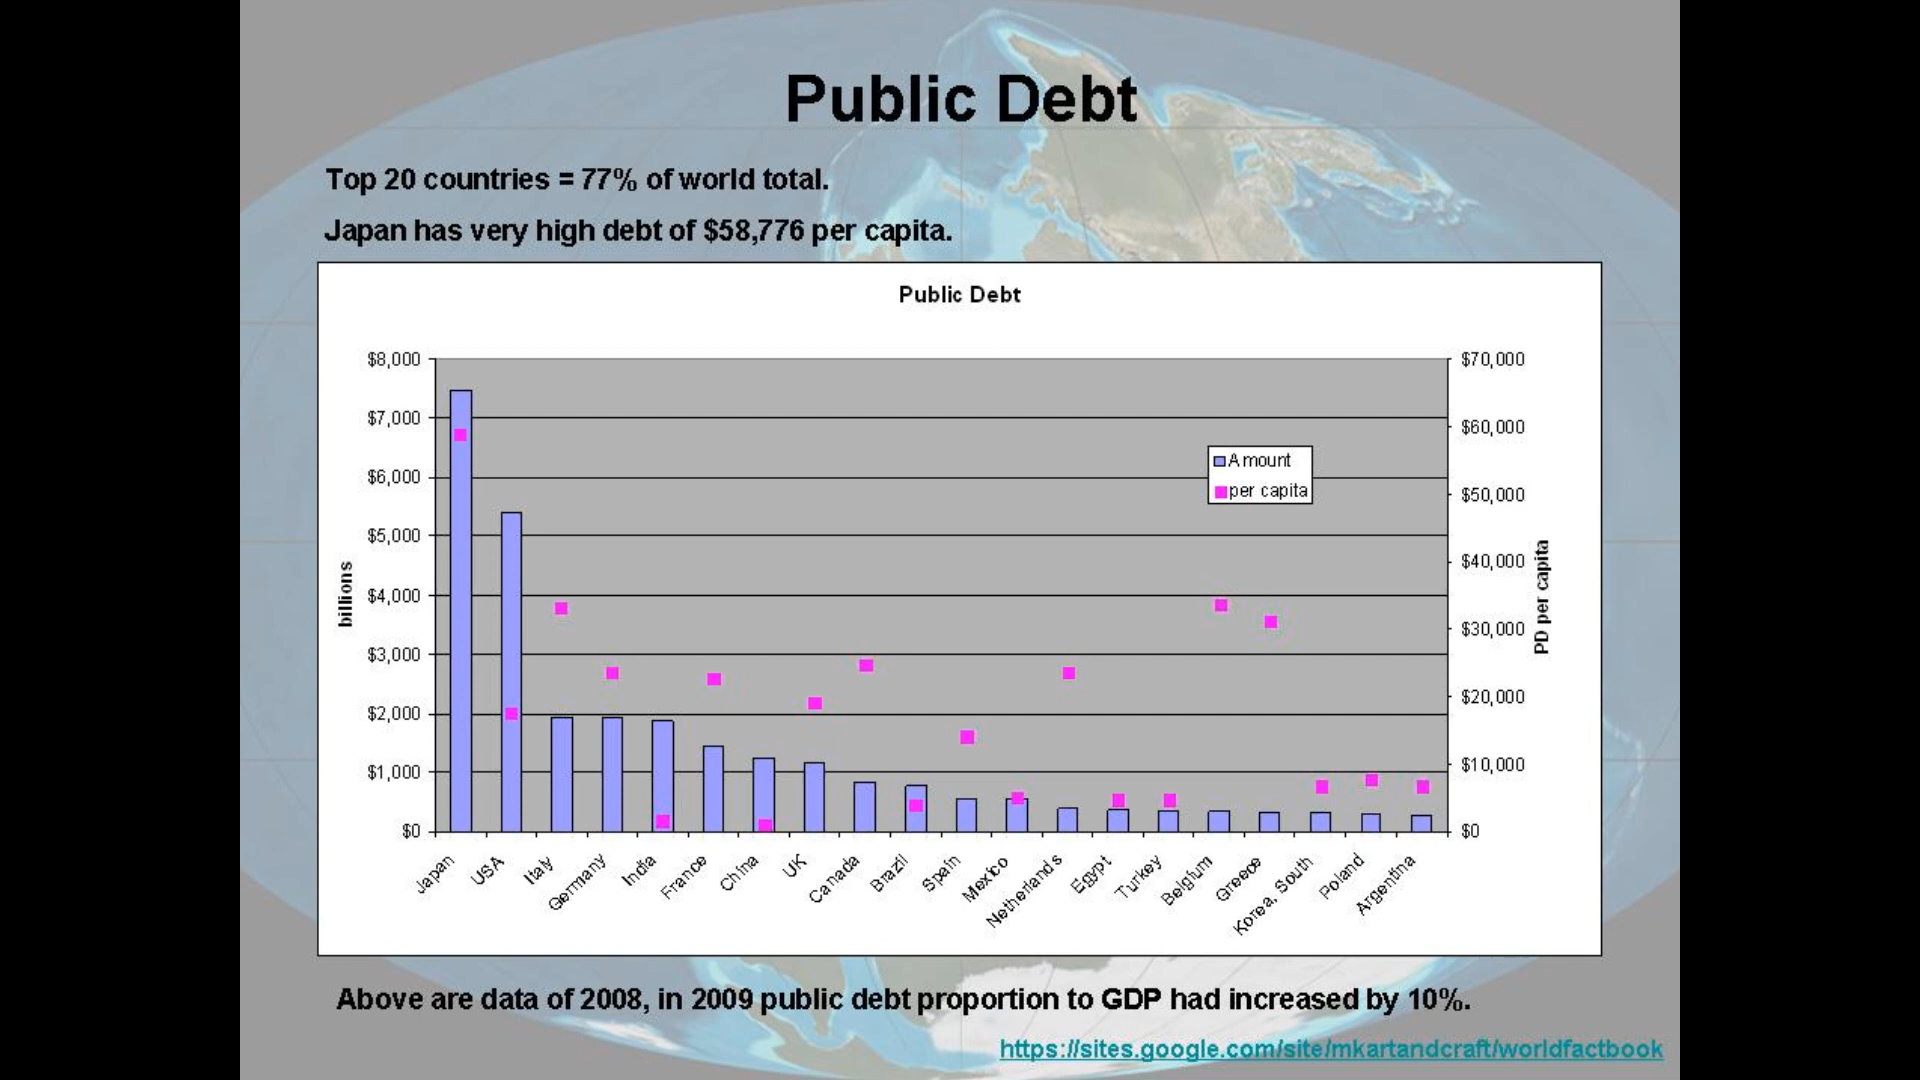 Public Debt
Top 20 countries = 77% of world total.
Japan has very high debt of $58,776 per capita.
Public Debt
$8,000
$7,000
$6,000
$5,000
$4,000
$3,000
$2,000
$1,000
$0
billions
$70,000
$60,000
$50,000
$40,000
$30,000
$20,000
$10,000
$0
PD per capita
Amount
per capita
Japan
USA
Italy
Germany
India
France
China
UK
Canada
Brazil
Spain
Mexico
Netherlands
Egypt
Turkey
Belgium
Greece
Korea, South
Poland
Argentina
Above are data of 2008, in 2009 public debt proportion to GDP had increased by 10%.
https://sites.google.com/site/mkartandcraft/worldfactbook